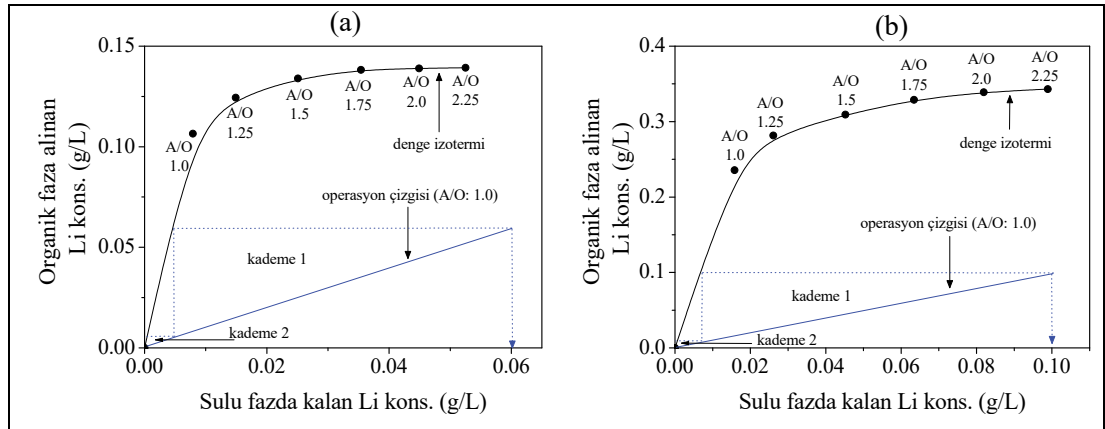 (a)
0.15
0.10
0.05
0.00
0.00
0.02
0.04
0.06
Organik faza alinan
Li kons. (g/L)
Sulu fazda kalan Li kons. (g/L)
A/O
1.0
A/O
1.25
A/O
1.5
A/O
1.75
A/O
2.0
A/O
2.25
denge izotermi
operasyon çizgisi (A/O: 1.0)
kademe 1
kademe 2
(b)
0.4
0.3
0.2
0.1
0.0
0.00
0.02
0.04
0.06
0.08
0.10
Organik faza alinan
Li kons. (g/L)
Sulu fazda kalan Li kons. (g/L)
A/O
1.0
A/O
1.25
A/O
1.5
A/O
1.75
A/O
2.0
A/O
2.25
denge izotermi
operasyon çizgisi (A/O: 1.0)
kademe 1
kademe 2